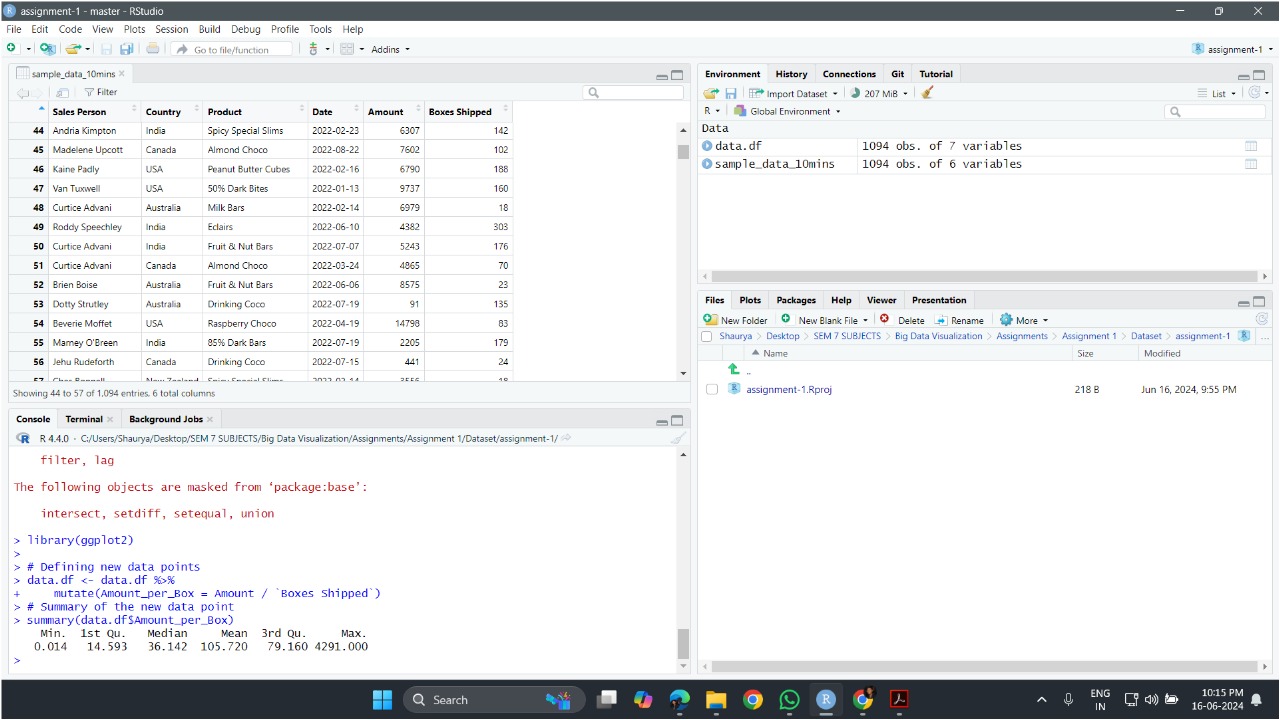 assignment-1 - master - RStudio
File Edit Code View Plots Session Build Debug Profile Tools Help
Go to file/function Addins assignment-1
sample_data_10mins
Filter
Sales Person Country Product Date Amount Boxes Shipped
44 Andria Kimpton India Spicy Special Slims 2022-02-23 6307 142
45 Madelene Upcott Canada Almond Choco 2022-08-22 7602 102
46 Kaine Padly USA Peanut Butter Cubes 2022-02-16 6790 188
47 Van Tuxwell USA 50% Dark Bites 2022-01-13 9737 160
48 Curtice Advani Australia Milk Bars 2022-02-14 6979 18
49 Roddy Speechley India Eclairs 2022-06-10 4382 303
50 Curtice Advani India Fruit & Nut Bars 2022-07-07 5243 176
51 Curtice Advani Canada Almond Choco 2022-03-24 4865 70
52 Brien Boise Australia Fruit & Nut Bars 2022-06-06 8575 23
53 Dotty Strutley Australia Drinking Coco 2022-07-19 91 135
54 Beverie Moffet USA Raspberry Choco 2022-04-19 14798 83
55 Marney O'Breen India 85% Dark Bars 2022-07-19 2205 179
56 Jehu Rudeforth Canada Drinking Coco 2022-07-15 441 24
Showing 44 to 57 of 1,094 entries, 6 total columns
Console Terminal Background Jobs
R 4.4.0 · C:/Users/Shaurya/Desktop/SEM 7 SUBJECTS/Big Data Visualization/Assignments/Assignment 1/Dataset/assignment-1/
filter, lag
The following objects are masked from ‘package:base’:
intersect, setdiff, setequal, union
> library(ggplot2)
>
> # Defining new data points
> data.df <- data.df %>%
+ mutate(Amount_per_Box = Amount / `Boxes Shipped`)
> # Summary of the new data point
> summary(data.df$Amount_per_Box)
Min. 1st Qu. Median Mean 3rd Qu. Max.
0.014 14.593 36.142 105.720 79.160 4291.000
>
Environment History Connections Git Tutorial
Import Dataset 207 MiB List
R Global Environment
Data
data.df 1094 obs. of 7 variables
sample_data_10mins 1094 obs. of 6 variables
Files Plots Packages Help Viewer Presentation
New Folder New Blank File Delete Rename More
Shaurya > Desktop > SEM 7 SUBJECTS > Big Data Visualization > Assignments > Assignment 1 > Dataset > assignment-1 ...
Name Size Modified
..
assignment-1.Rproj 218 B Jun 16, 2024, 9:55 PM
Search
ENG
IN
10:15 PM
16-06-2024